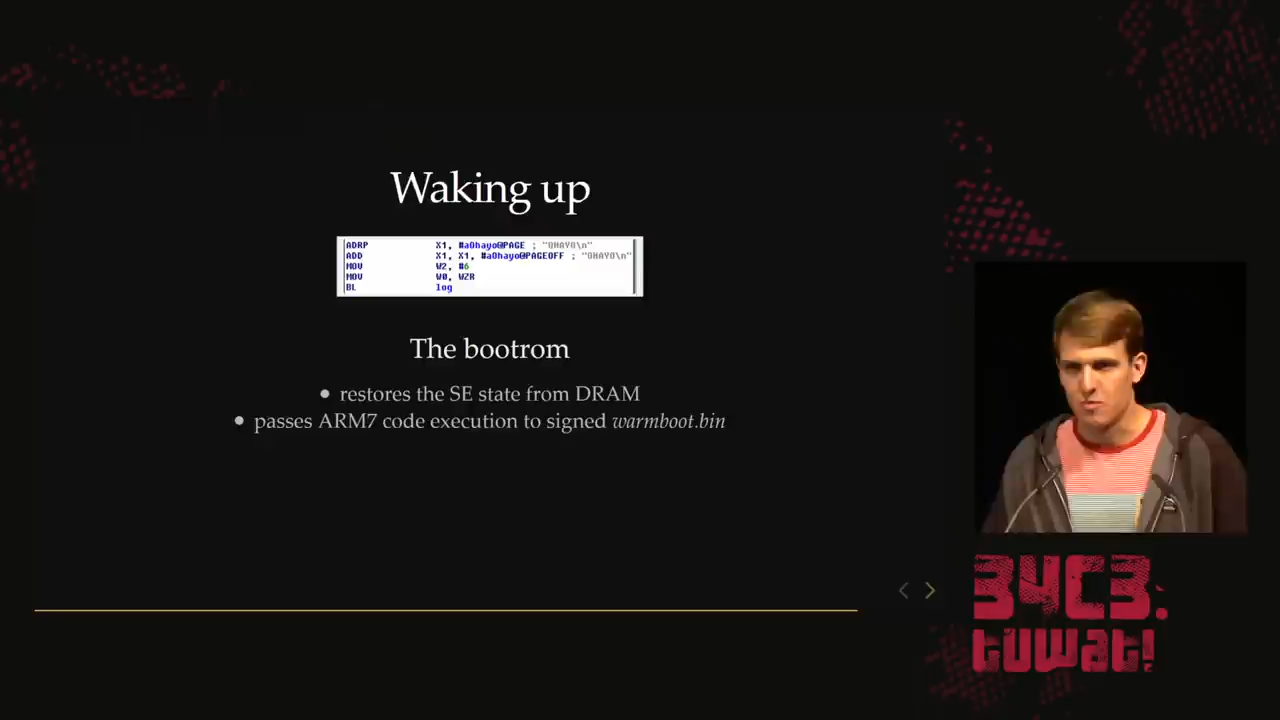 Waking up
ADRP X1, #aOhayo@PAGE ; "OHAYO\n"
ADD X1, X1, #aOhayo@PAGEOFF ; "OHAYO\n"
MOV W2, #6
MOV W0, WZR
BL log
The bootrom
● restores the SE state from DRAM
● passes ARM7 code execution to signed warmboot.bin
34C3:
tuwat!